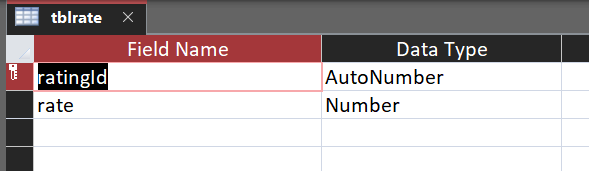 tblrate
Field Name Data Type
ratingId AutoNumber
rate Number